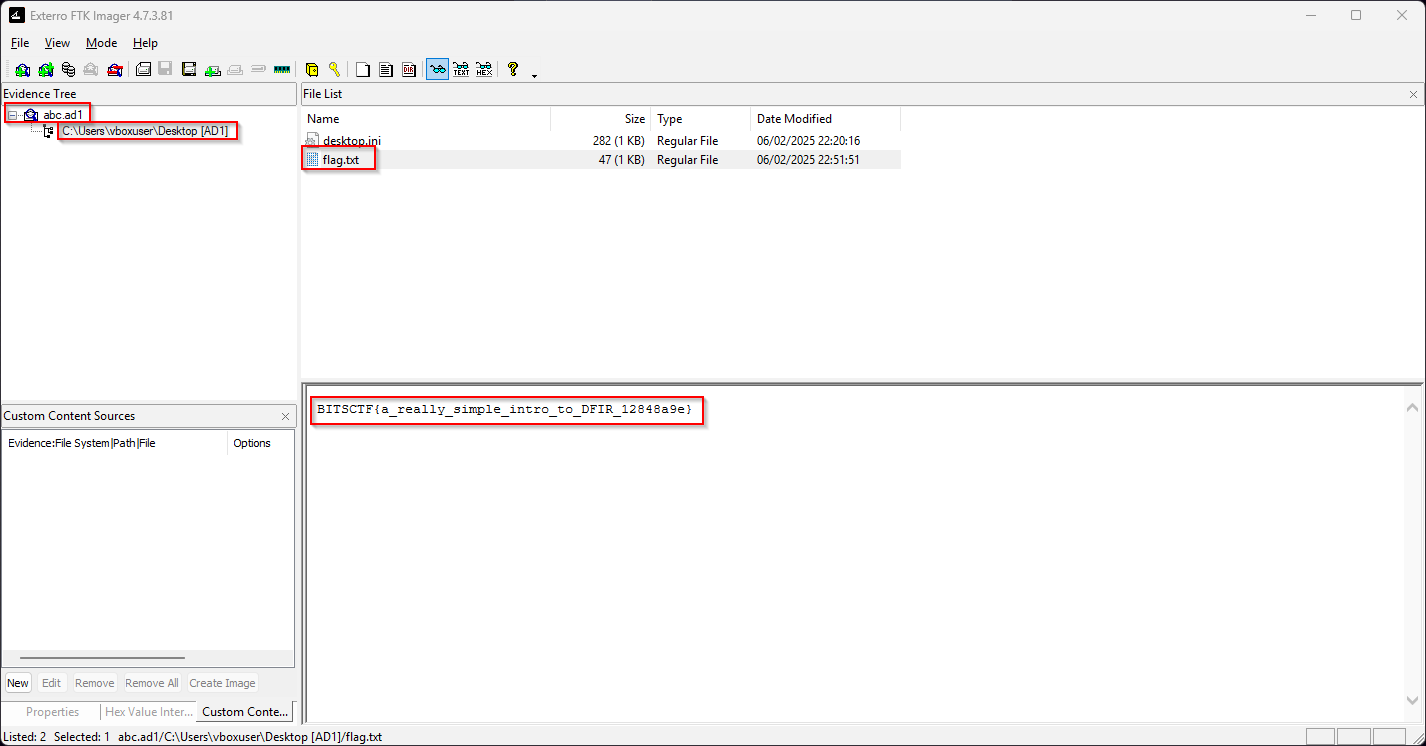 Exterro FTK Imager 4.7.3.81
File View Mode Help
TEXT HEX
Evidence Tree
abc.ad1
C:\Users\vboxuser\Desktop [AD1]
File List
Name Size Type Date Modified
desktop.ini 282 (1 KB) Regular File 06/02/2025 22:20:16
flag.txt 47 (1 KB) Regular File 06/02/2025 22:51:51
BITSCTF{a_really_simple_intro_to_DFIR_12848a9e}
Custom Content Sources
Evidence:File System|Path|File Options
New Edit Remove Remove All Create Image
Properties Hex Value Inter... Custom Conte...
Listed: 2 Selected: 1 abc.ad1/C:\Users\vboxuser\Desktop [AD1]/flag.txt